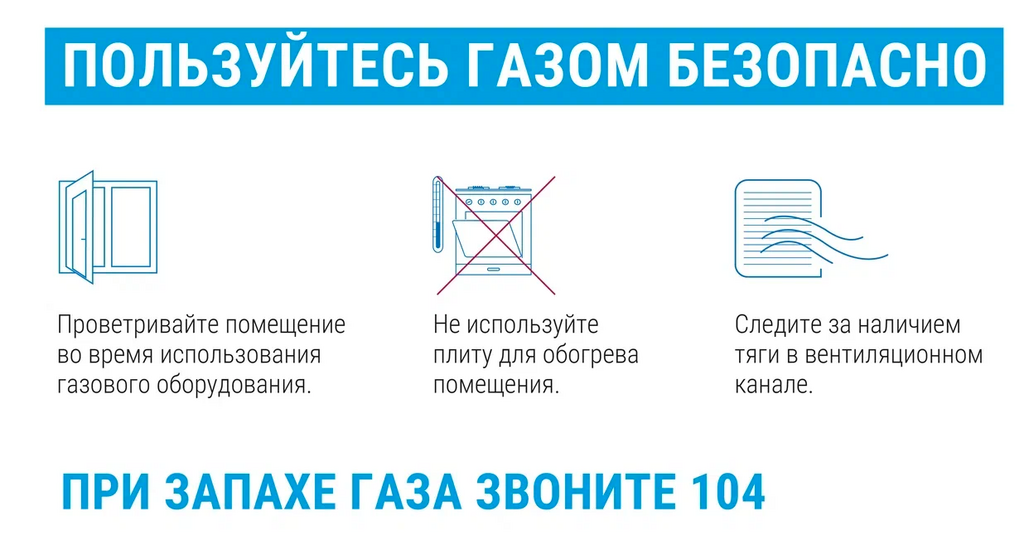 ПОЛЬЗУЙТЕСЬ ГАЗОМ БЕЗОПАСНО
Проветривайте помещение
во время использования
газового оборудования.
Не используйте
плиту для обогрева
помещения.
Следите за наличием
тяги в вентиляционном
канале.
ПРИ ЗАПАХЕ ГАЗА ЗВОНИТЕ 104